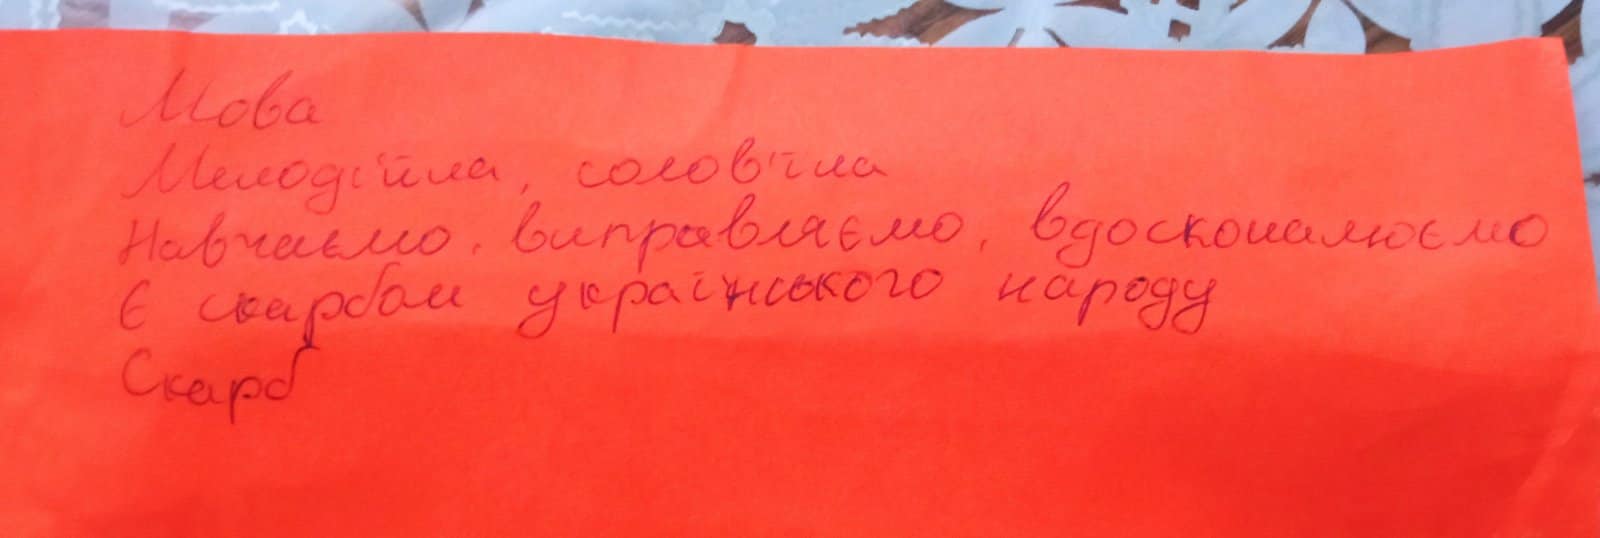 Мова
Мелодійна, солов'їна
Навчаємо, виправляємо, вдосконалюємо
Є скарбом українського народу
Скарб